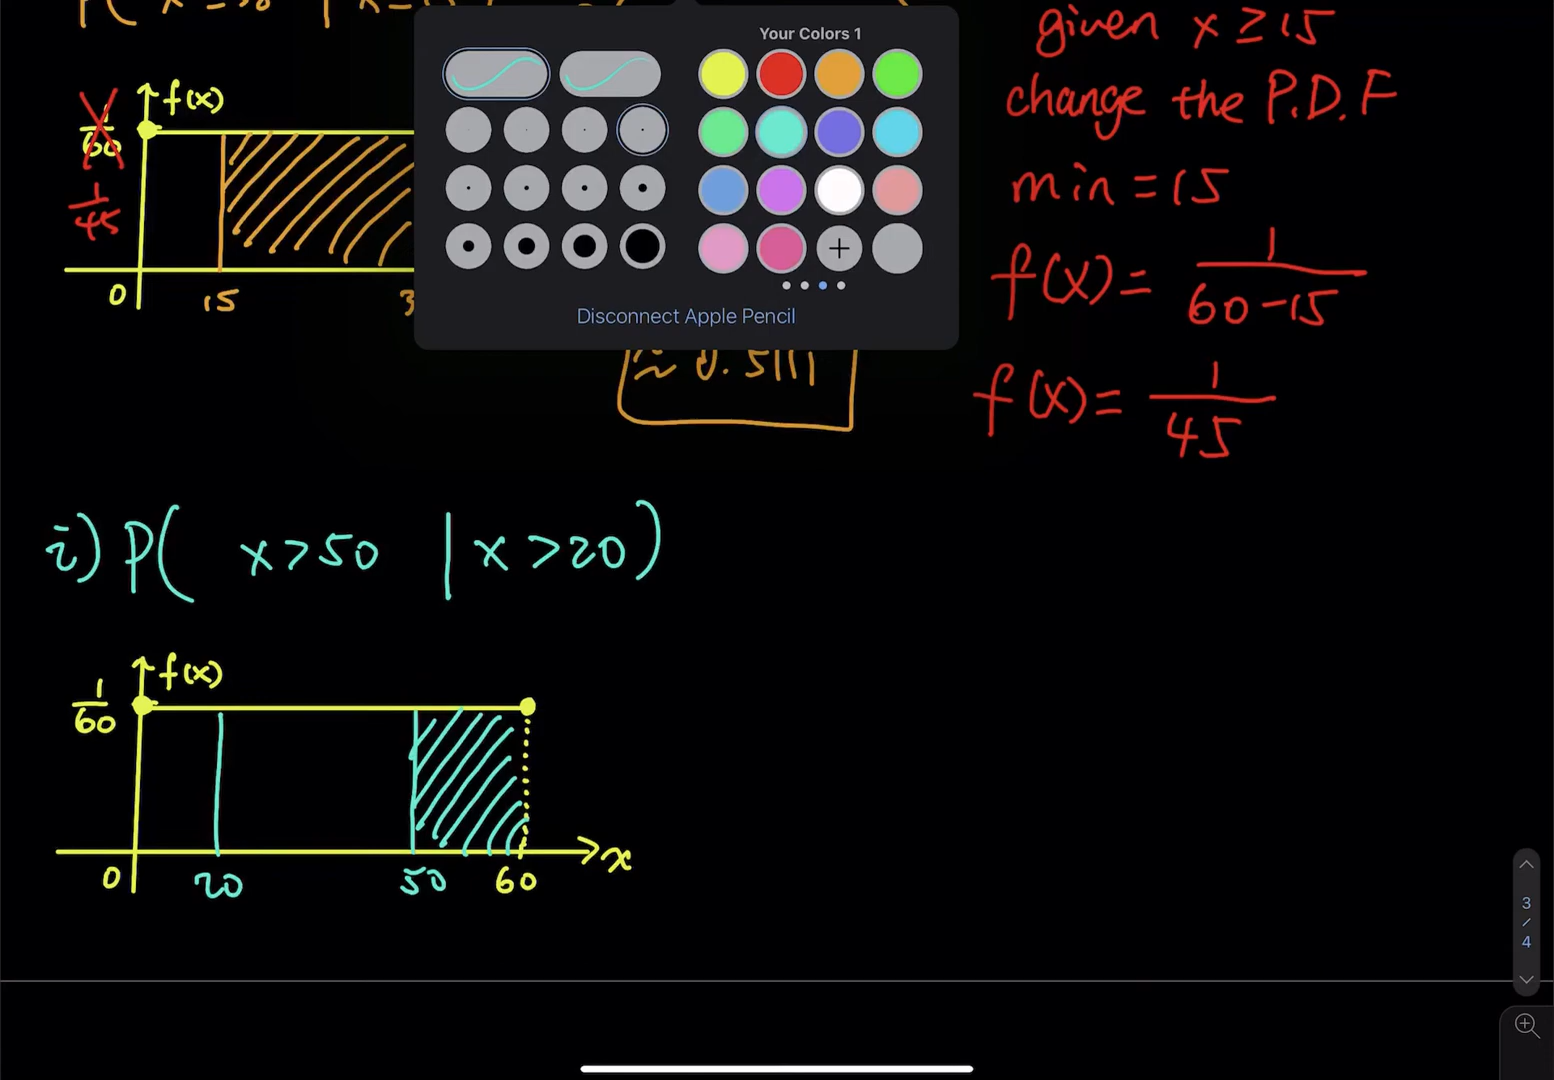 f(x)
1/60
1/45
0
15
Your Colors 1
Disconnect Apple Pencil
≈ 0.5111
given x ≥ 15
change the P.D.F
min = 15
f(x) = 1/(60-15)
f(x) = 1/45
i) P( x > 50 | x > 20 )
f(x)
1/60
0 20 50 60 x
3
/
4